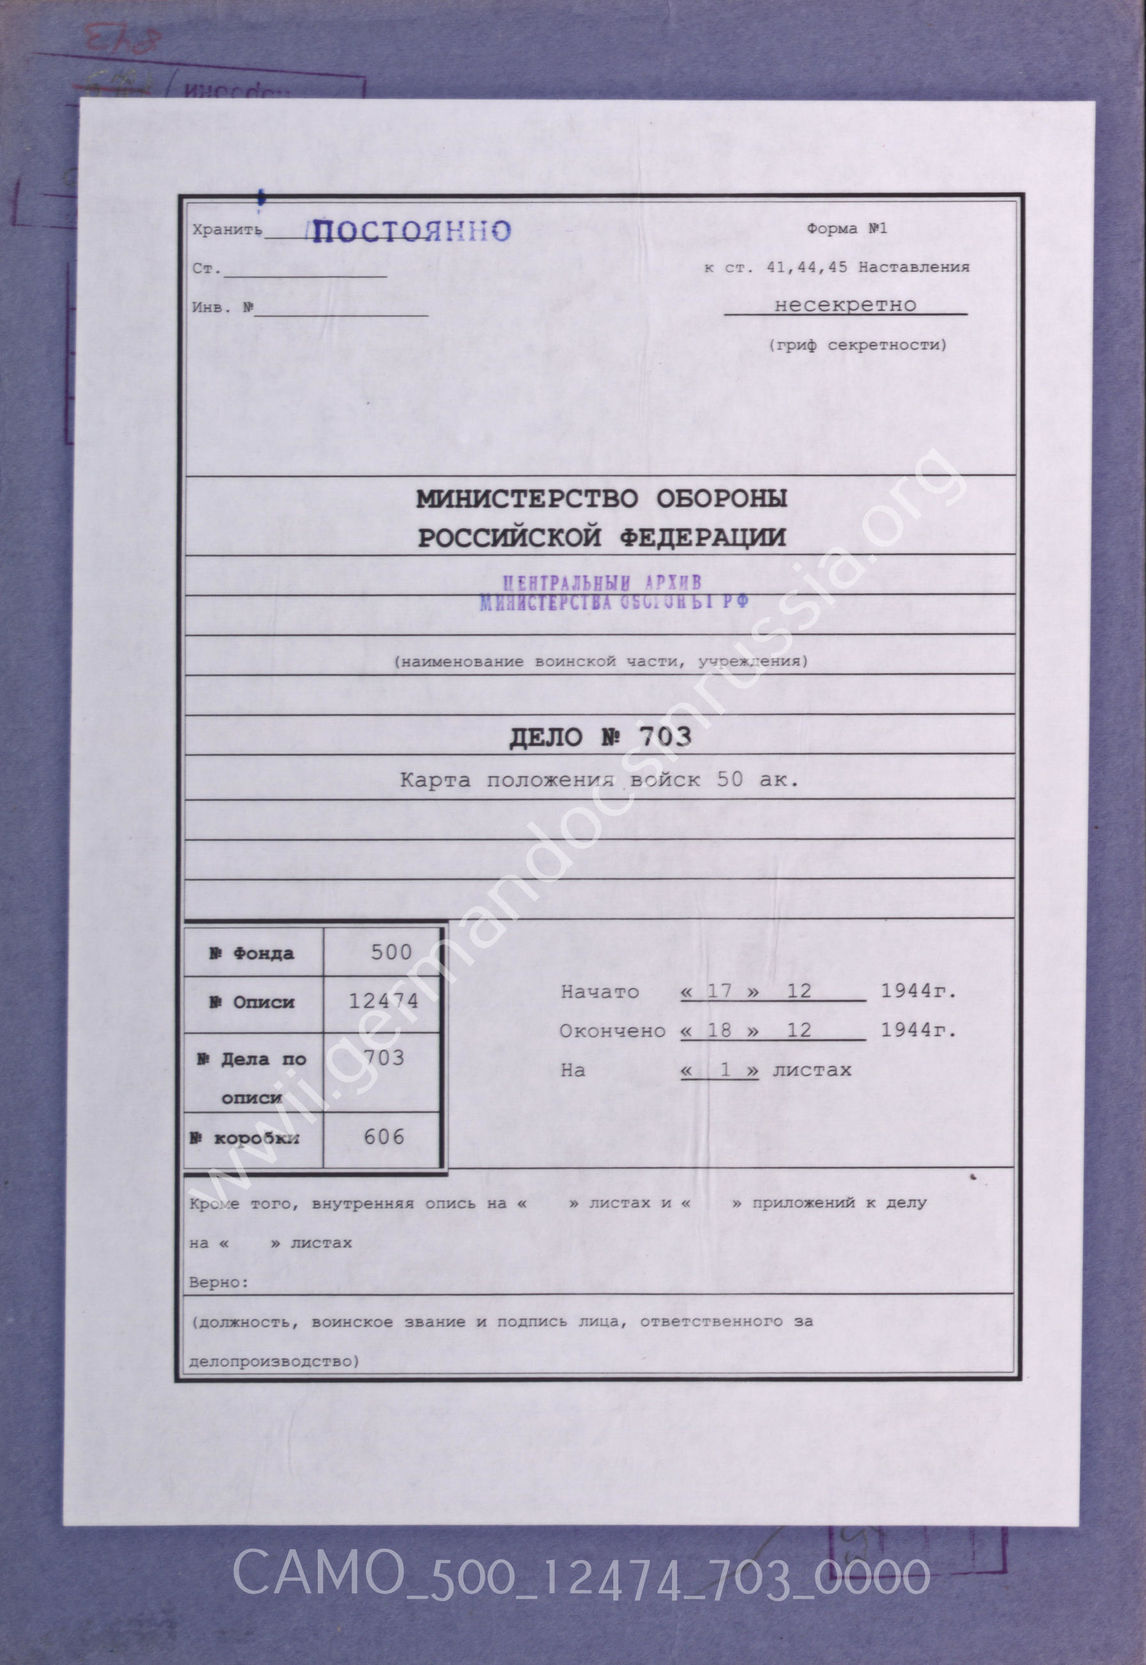 Хранить ПОСТОЯННО
Форма №1
Ст.
к ст. 41,44,45 Наставления
Инв. №
несекретно
(гриф секретности)
МИНИСТЕРСТВО ОБОРОНЫ
РОССИЙСКОЙ ФЕДЕРАЦИИ
ЦЕНТРАЛЬНЫЙ АРХИВ
МИНИСТЕРСТВА ОБОРОНЫ РФ
(наименование воинской части, учреждения)
ДЕЛО № 703
Карта положения войск 50 ак.
№ Фонда 500
№ Описи 12474
№ Дела по описи 703
№ коробки 606
Начато « 17 » 12 1944г.
Окончено « 18 » 12 1944г.
На « 1 » листах
Кроме того, внутренняя опись на « » листах и « » приложений к делу
на « » листах
Верно:
(должность, воинское звание и подпись лица, ответственного за
делопроизводство)
www.wwii.germandocsinrussia.org
CAMO_500_12474_703_0000